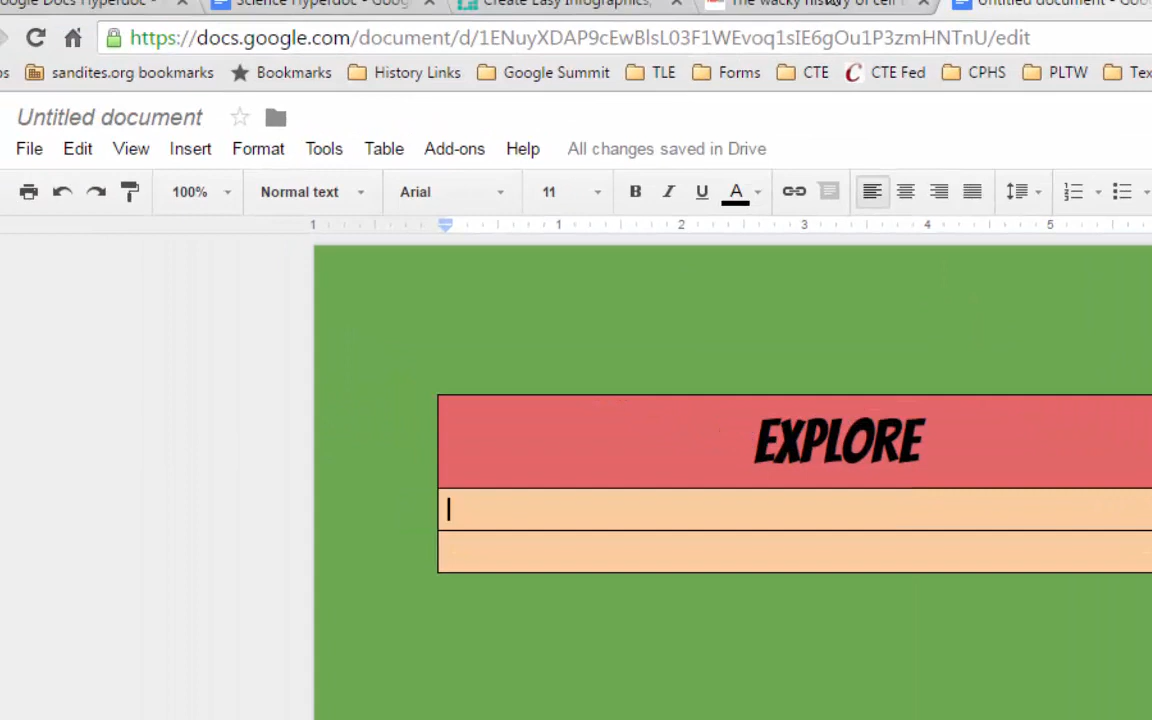 oogle Docs Hyperdoc
Science Hyperdoc - Goog
Create Easy Infographics,
The wacky history of cell t
Untitled document - Goo
https://docs.google.com/document/d/1ENuyXDAP9cEwBlsL03F1WEvoq1sIE6gOu1P3zmHNTnU/edit
ps sandites.org bookmarks Bookmarks History Links Google Summit TLE Forms CTE CTE Fed CPHS PLTW Tex
Untitled document
File Edit View Insert Format Tools Table Add-ons Help All changes saved in Drive
100% Normal text Arial 11 B I U A
1 1 2 3 4 5
EXPLORE